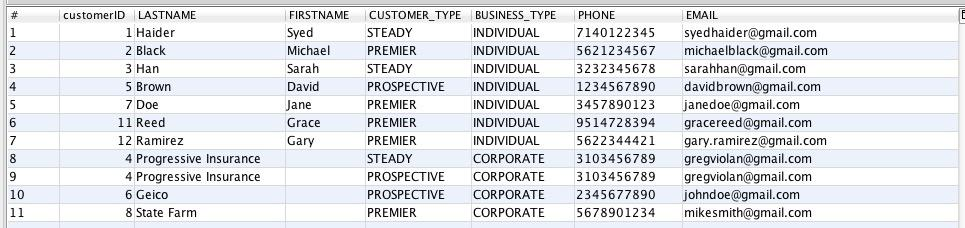 # customerID LASTNAME FIRSTNAME CUSTOMER_TYPE BUSINESS_TYPE PHONE EMAIL
1 1 Haider Syed STEADY INDIVIDUAL 7140122345 syedhaider@gmail.com
2 2 Black Michael PREMIER INDIVIDUAL 5621234567 michaelblack@gmail.com
3 3 Han Sarah STEADY INDIVIDUAL 3232345678 sarahhan@gmail.com
4 5 Brown David PROSPECTIVE INDIVIDUAL 1234567890 davidbrown@gmail.com
5 7 Doe Jane PREMIER INDIVIDUAL 3457890123 janedoe@gmail.com
6 11 Reed Grace PREMIER INDIVIDUAL 9514728394 gracereed@gmail.com
7 12 Ramirez Gary PREMIER INDIVIDUAL 5622344421 gary.ramirez@gmail.com
8 4 Progressive Insurance STEADY CORPORATE 3103456789 gregviolan@gmail.com
9 4 Progressive Insurance PROSPECTIVE CORPORATE 3103456789 gregviolan@gmail.com
10 6 Geico PROSPECTIVE CORPORATE 2345677890 johndoe@gmail.com
11 8 State Farm PREMIER CORPORATE 5678901234 mikesmith@gmail.com